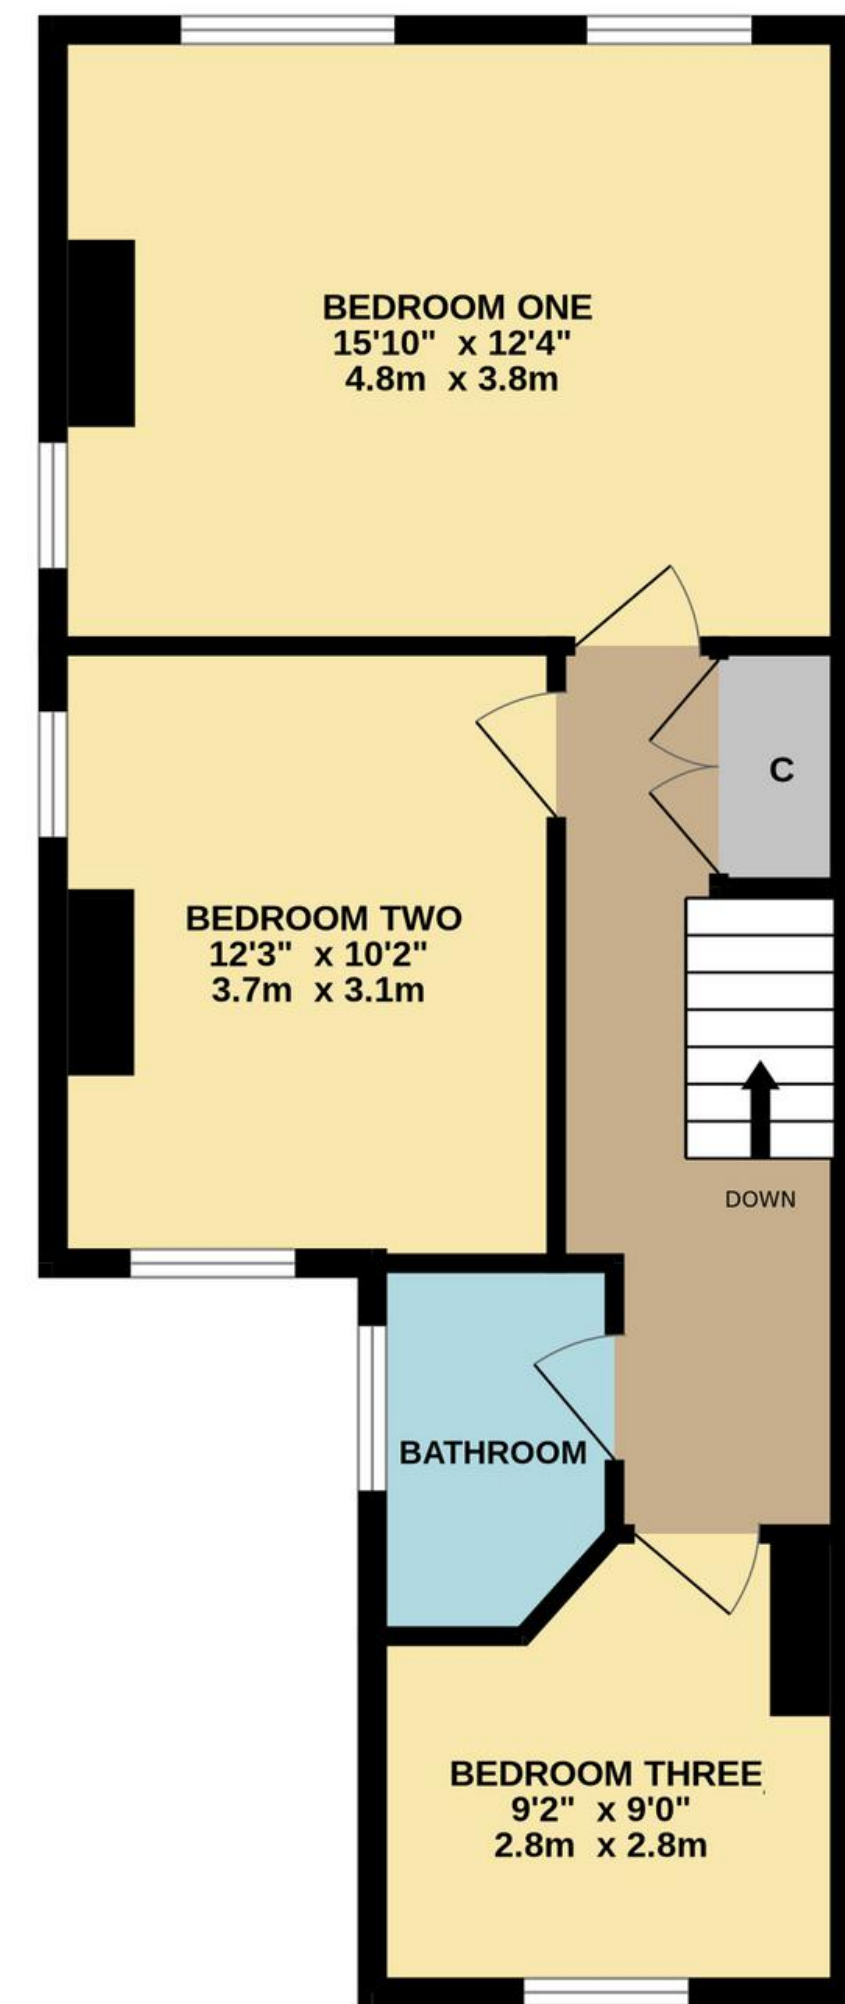 BEDROOM ONE
15'10" x 12'4"
4.8m x 3.8m
C
BEDROOM TWO
12'3" x 10'2"
3.7m x 3.1m
DOWN
BATHROOM
BEDROOM THREE
9'2" x 9'0"
2.8m x 2.8m